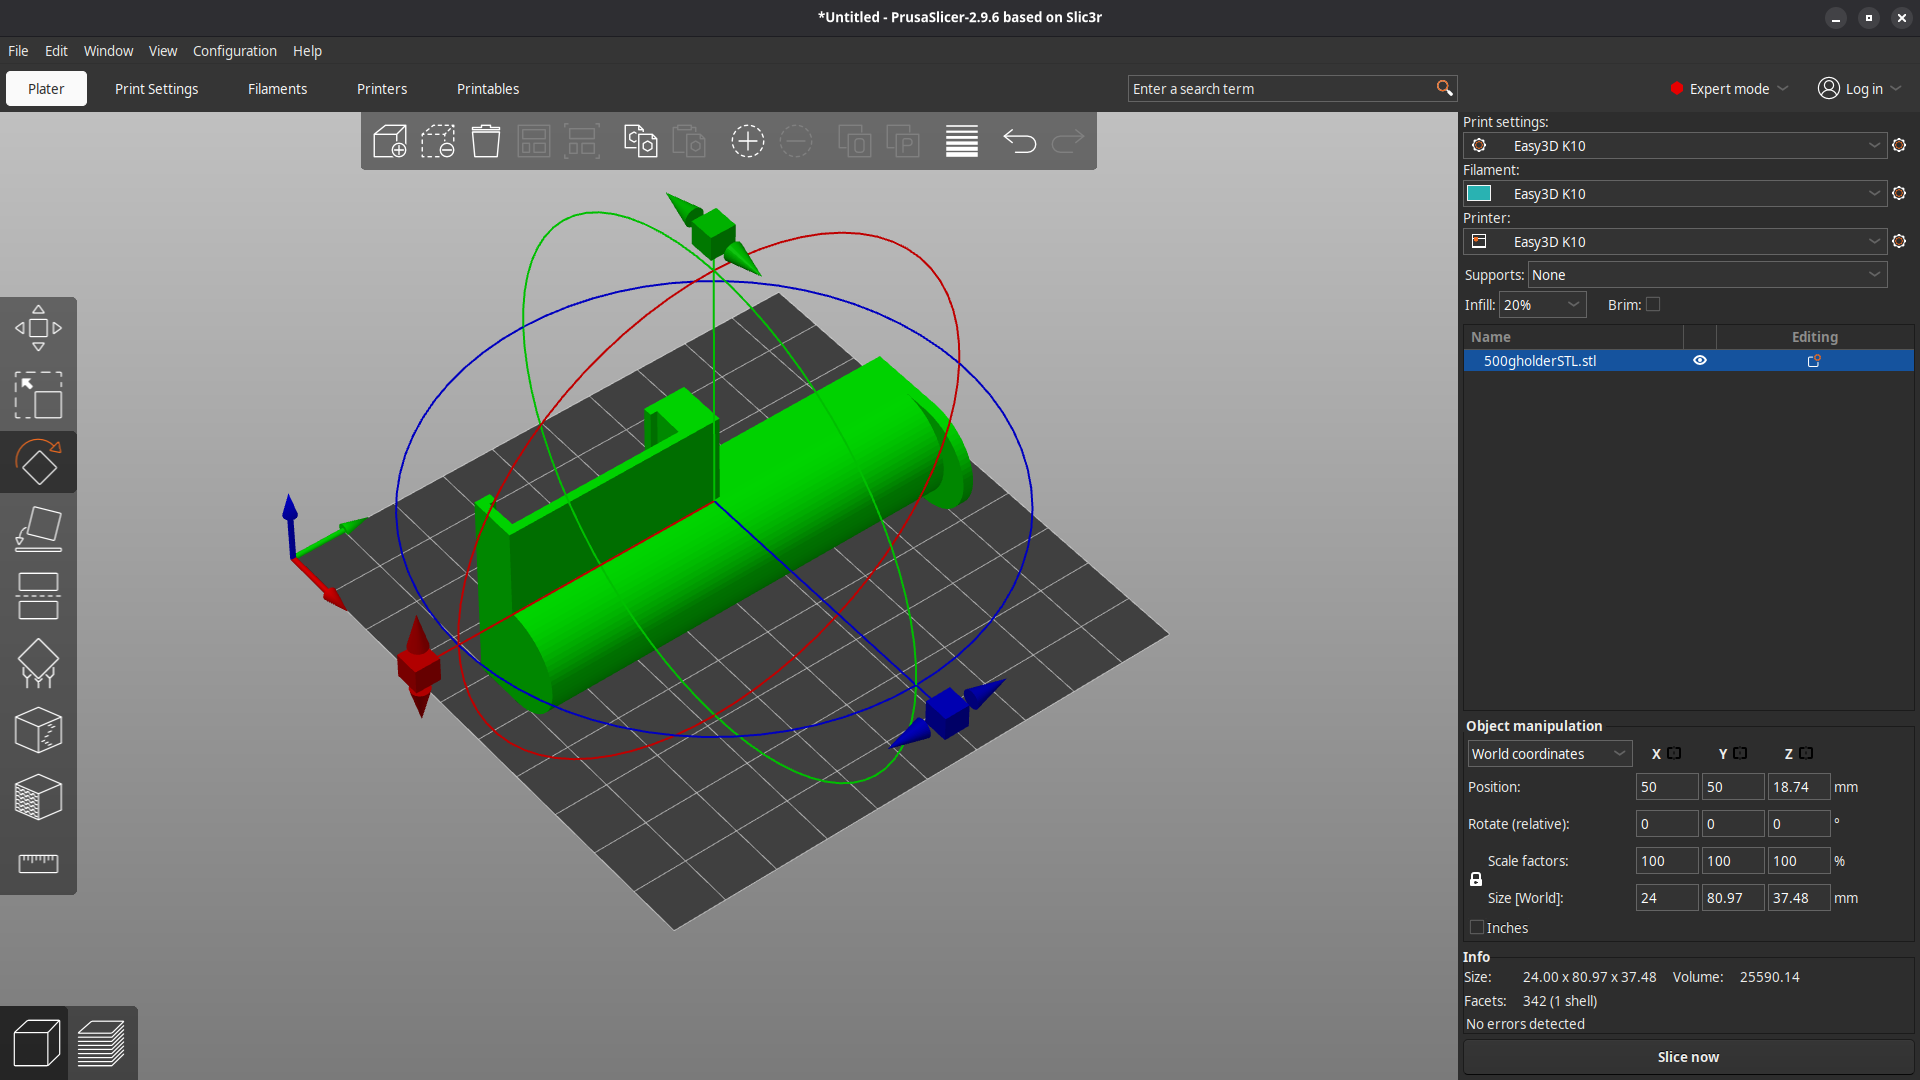 *Untitled - PrusaSlicer-2.9.6 based on Slic3r
File Edit Window View Configuration Help
Plater Print Settings Filaments Printers Printables Enter a search term Expert mode Log in
Print settings:
Easy3D K10
Filament:
Easy3D K10
Printer:
Easy3D K10
Supports: None
Infill: 20% Brim:
Name Editing
500gholderSTL.stl
Object manipulation
World coordinates X Y Z
Position: 50 50 18.74 mm
Rotate (relative): 0 0 0 °
Scale factors: 100 100 100 %
Size [World]: 24 80.97 37.48 mm
Inches
Info
Size: 24.00 x 80.97 x 37.48 Volume: 25590.14
Facets: 342 (1 shell)
No errors detected
Slice now